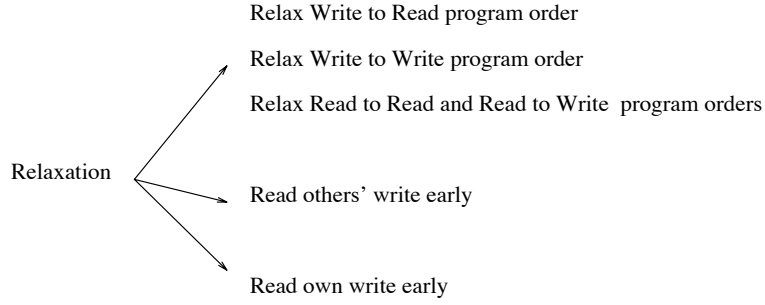 Relax Write to Read program order
Relax Write to Write program order
Relax Read to Read and Read to Write program orders
Relaxation
Read others' write early
Read own write early